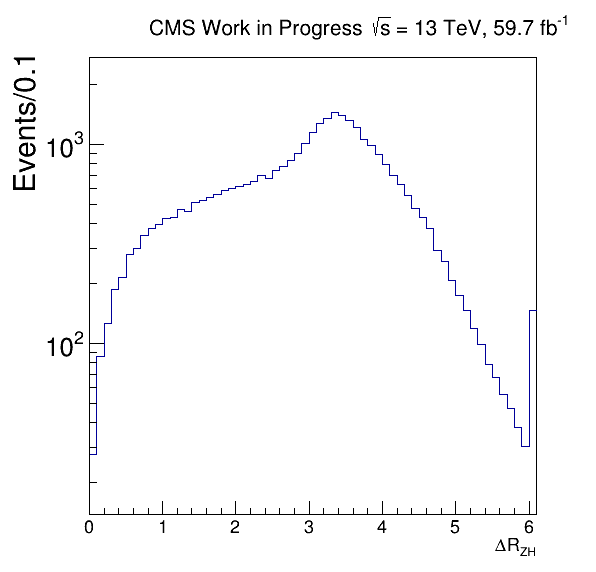 CMS Work in Progress √s = 13 TeV, 59.7 fb⁻¹
Events/0.1
10³
10²
0 1 2 3 4 5 6
ΔR_ZH